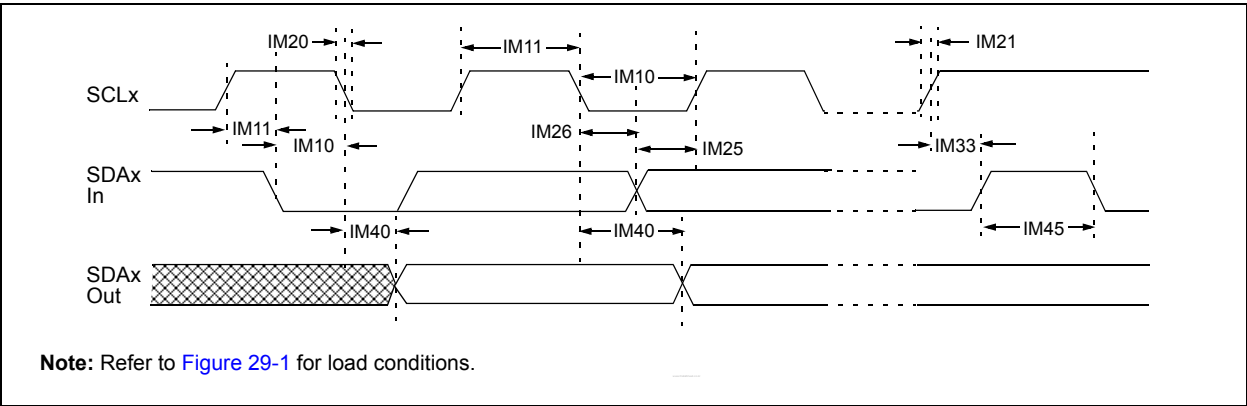 IM20
IM11
IM10
IM21
SCLx
IM11
IM10
IM26
IM25
IM33
SDAx
In
IM40
IM40
IM45
SDAx
Out
Note: Refer to Figure 29-1 for load conditions.